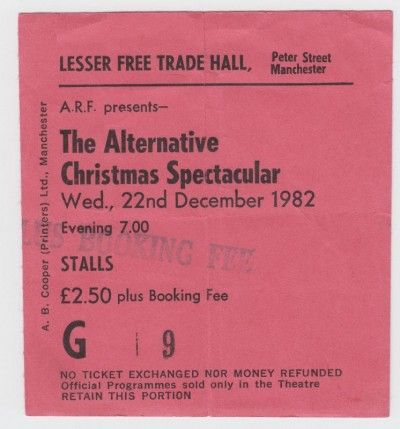 LESSER FREE TRADE HALL, Peter Street
Manchester
A.R.F. presents—
The Alternative
Christmas Spectacular
Wed., 22nd December 1982
Evening 7.00
BOOKING FEE
STALLS
£2.50 plus Booking Fee
G 9
NO TICKET EXCHANGED NOR MONEY REFUNDED
Official Programmes sold only in the Theatre
RETAIN THIS PORTION
A. B. Cooper (Printers) Ltd., Manchester